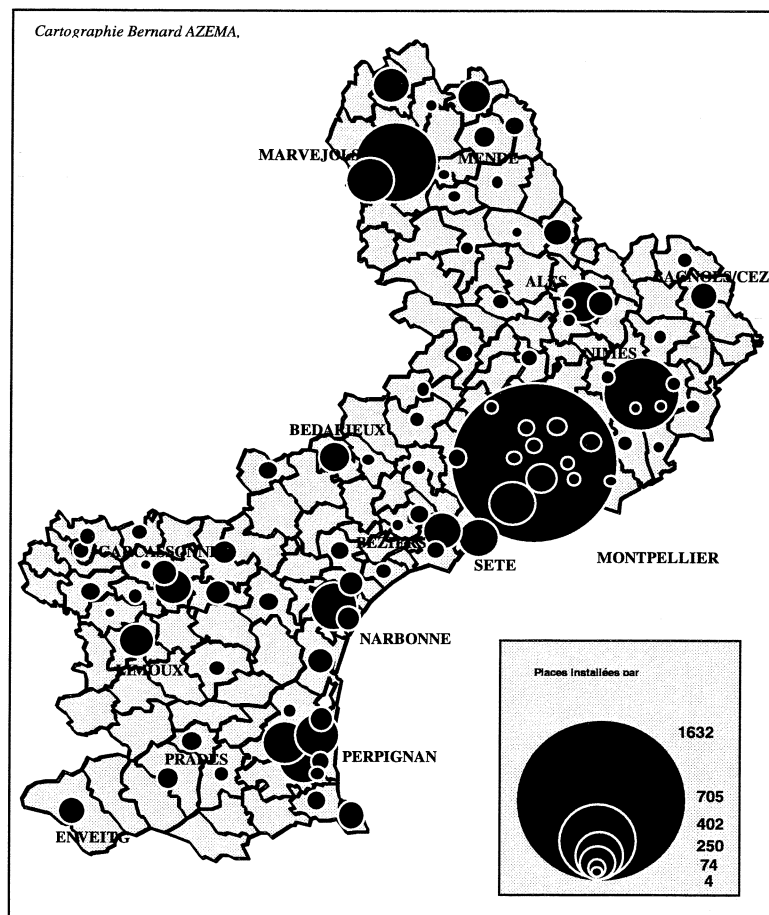 Cartographie Bernard AZEMA,
MARVEJOLS
MENDE
ALES
BAGNOLS/CEZ
NIMES
BEDARIEUX
BEZIERS
CARCASSONNE
SETE
MONTPELLIER
NARBONNE
LIMOUX
Places installées par
1632
PERPIGNAN
PRADES
705
402
250
ENVEITG
74
4